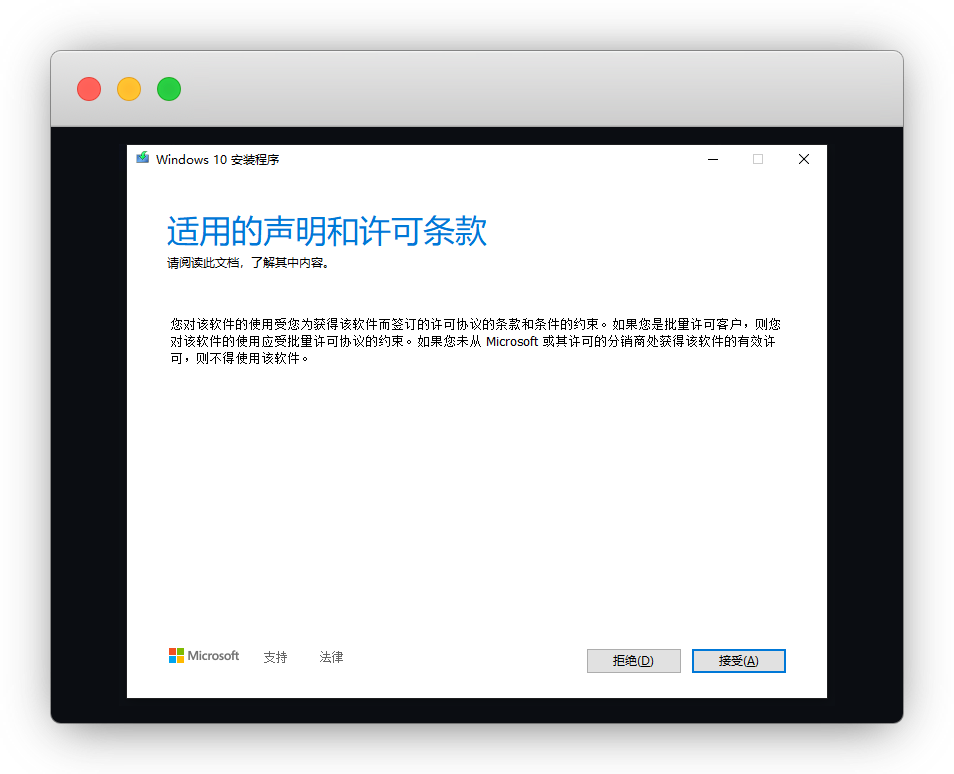 Windows 10 安装程序
适用的声明和许可条款
请阅读此文档，了解其中内容。
您对该软件的使用受您为获得该软件而签订的许可协议的条款和条件的约束。如果您是批量许可客户，则您
对该软件的使用应受批量许可协议的约束。如果您未从 Microsoft 或其许可的分销商处获得该软件的有效许
可，则不得使用该软件。
Microsoft 支持 法律 拒绝(D) 接受(A)